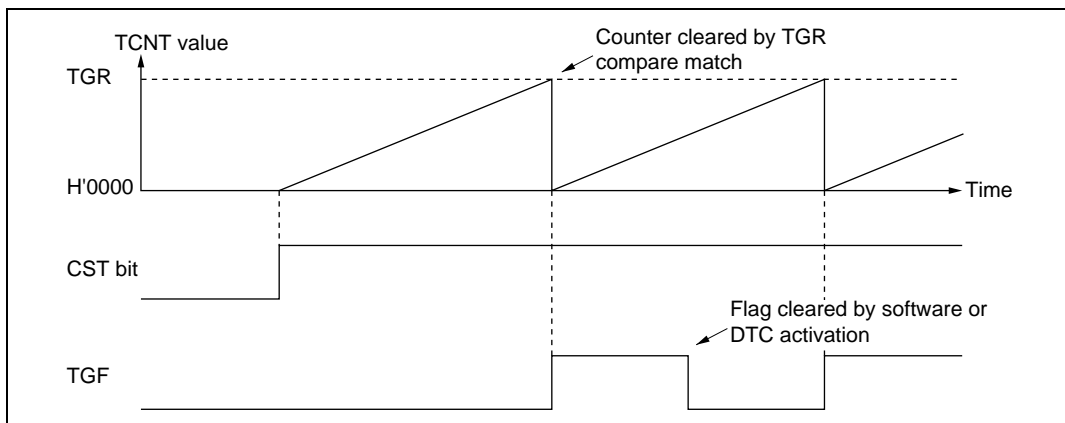 TCNT value
Counter cleared by TGR
compare match
TGR
H'0000
Time
CST bit
Flag cleared by software or
DTC activation
TGF